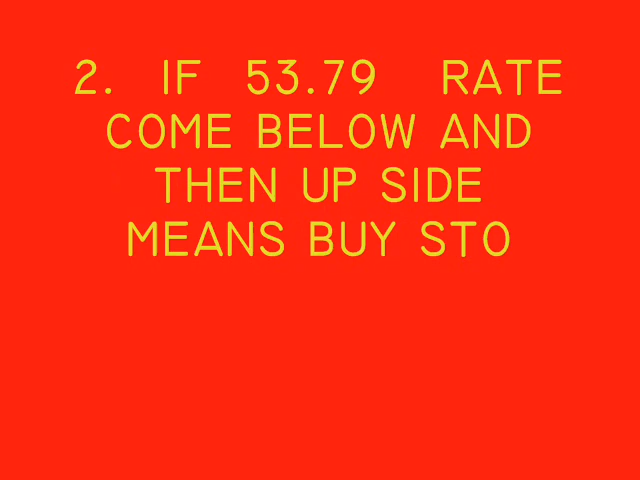 2. IF 53.79 RATE
COME BELOW AND
THEN UP SIDE
MEANS BUY STO